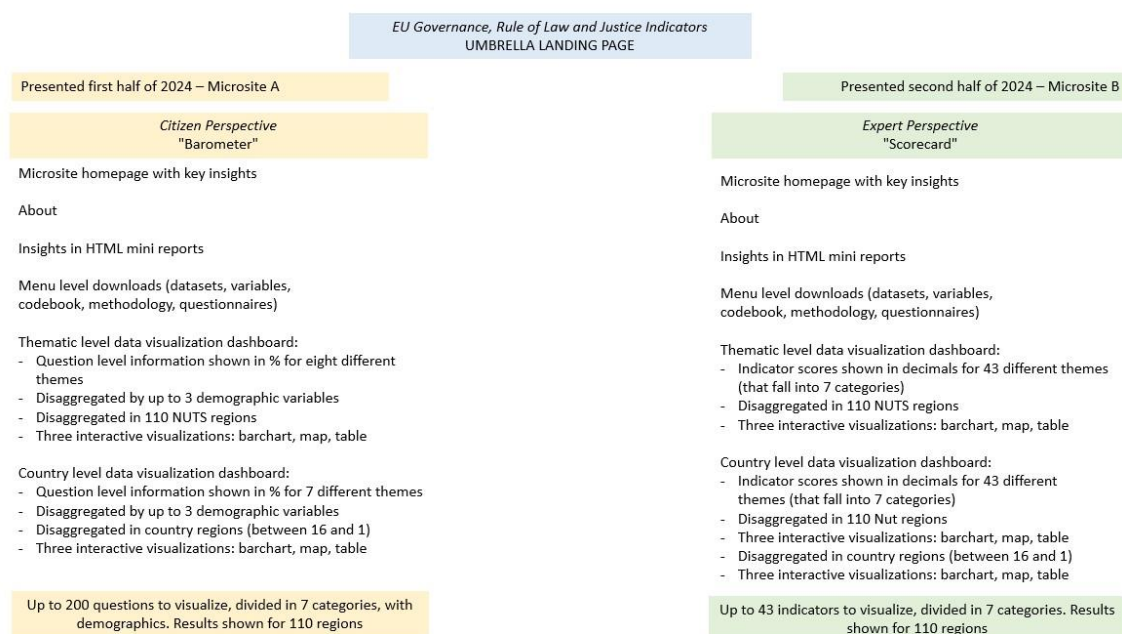 EU Governance, Rule of Law and Justice Indicators
UMBRELLA LANDING PAGE
Presented first half of 2024 – Microsite A
Citizen Perspective
"Barometer"
Microsite homepage with key insights
About
Insights in HTML mini reports
Menu level downloads (datasets, variables,
codebook, methodology, questionnaires)
Thematic level data visualization dashboard:
- Question level information shown in % for eight different
themes
- Disaggregated by up to 3 demographic variables
- Disaggregated in 110 NUTS regions
- Three interactive visualizations: barchart, map, table
Country level data visualization dashboard:
- Question level information shown in % for 7 different themes
- Disaggregated by up to 3 demographic variables
- Disaggregated in country regions (between 16 and 1)
- Three interactive visualizations: barchart, map, table
Up to 200 questions to visualize, divided in 7 categories, with
demographics. Results shown for 110 regions
Presented second half of 2024 – Microsite B
Expert Perspective
"Scorecard"
Microsite homepage with key insights
About
Insights in HTML mini reports
Menu level downloads (datasets, variables,
codebook, methodology, questionnaires)
Thematic level data visualization dashboard:
- Indicator scores shown in decimals for 43 different themes
(that fall into 7 categories)
- Disaggregated in 110 NUTS regions
- Three interactive visualizations: barchart, map, table
Country level data visualization dashboard:
- Indicator scores shown in decimals for 43 different
themes (that fall into 7 categories)
- Disaggregated in 110 Nut regions
- Three interactive visualizations: barchart, map, table
- Disaggregated in country regions (between 16 and 1)
- Three interactive visualizations: barchart, map, table
Up to 43 indicators to visualize, divided in 7 categories. Results
shown for 110 regions